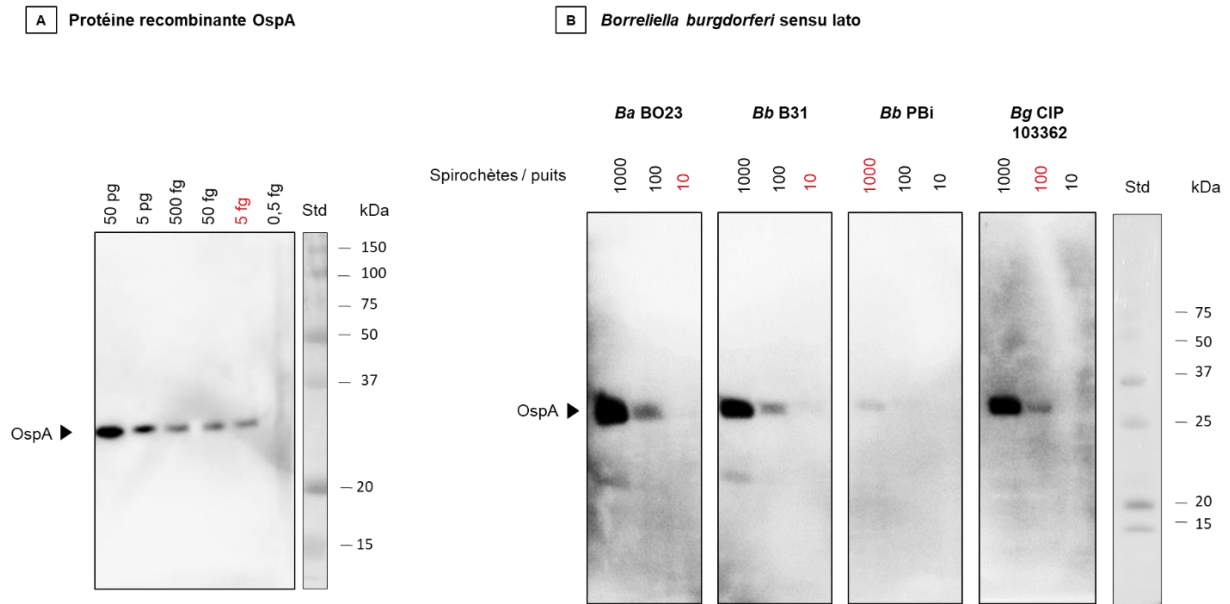 A Protéine recombinante OspA
50 pg
5 pg
500 fg
50 fg
5 fg
0,5 fg
Std
kDa
150
100
75
50
37
20
15
OspA
B Borreliella burgdorferi sensu lato
Ba BO23
Bb B31
Bb PBi
Bg CIP
103362
Spirochètes / puits
1000
100
10
1000
100
10
1000
100
10
1000
100
10
Std
kDa
75
50
37
25
20
15
OspA